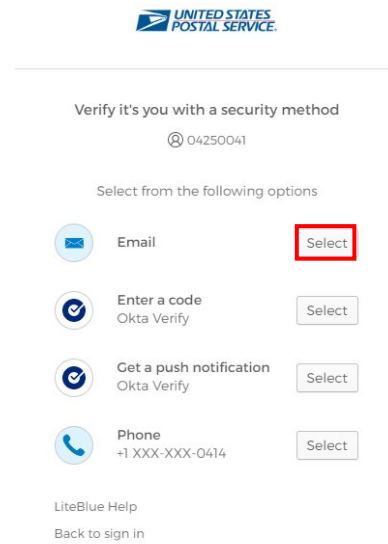 UNITED STATES
POSTAL SERVICE.
Verify it's you with a security method
04250041
Select from the following options
Email
Select
Enter a code
Okta Verify
Select
Get a push notification
Okta Verify
Select
Phone
+1 XXX-XXX-0414
Select
LiteBlue Help
Back to sign in